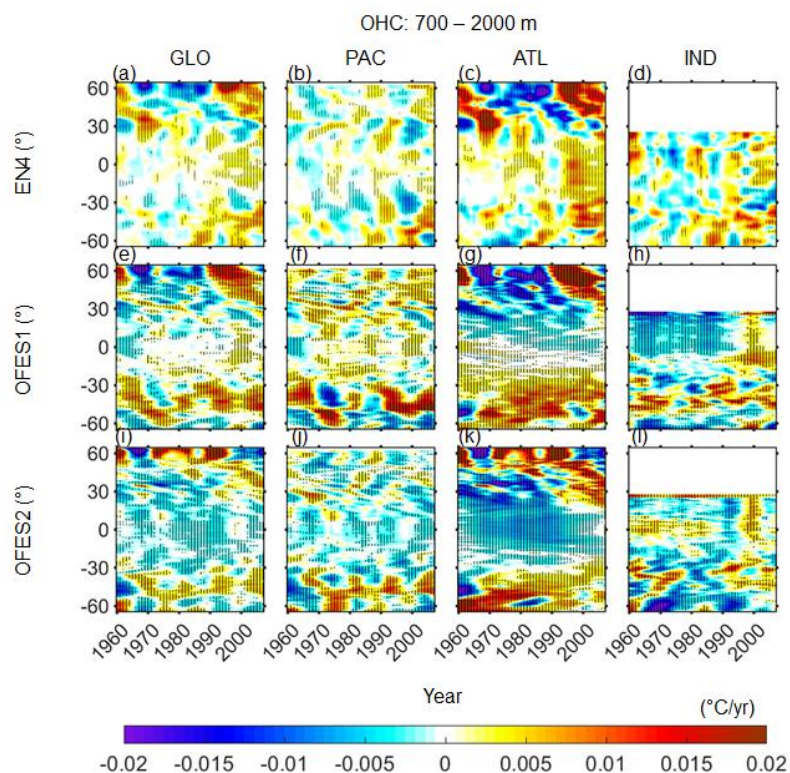 OHC: 700 – 2000 m
GLO PAC ATL IND
(a) (b) (c) (d)
EN4 (°)
60
30
0
-30
-60
(e) (f) (g) (h)
OFES1 (°)
60
30
0
-30
-60
(i) (j) (k) (l)
OFES2 (°)
60
30
0
-30
-60
1960 1970 1980 1990 2000 1960 1970 1980 1990 2000 1960 1970 1980 1990 2000 1960 1970 1980 1990 2000
Year
(°C/yr)
-0.02 -0.015 -0.01 -0.005 0 0.005 0.01 0.015 0.02